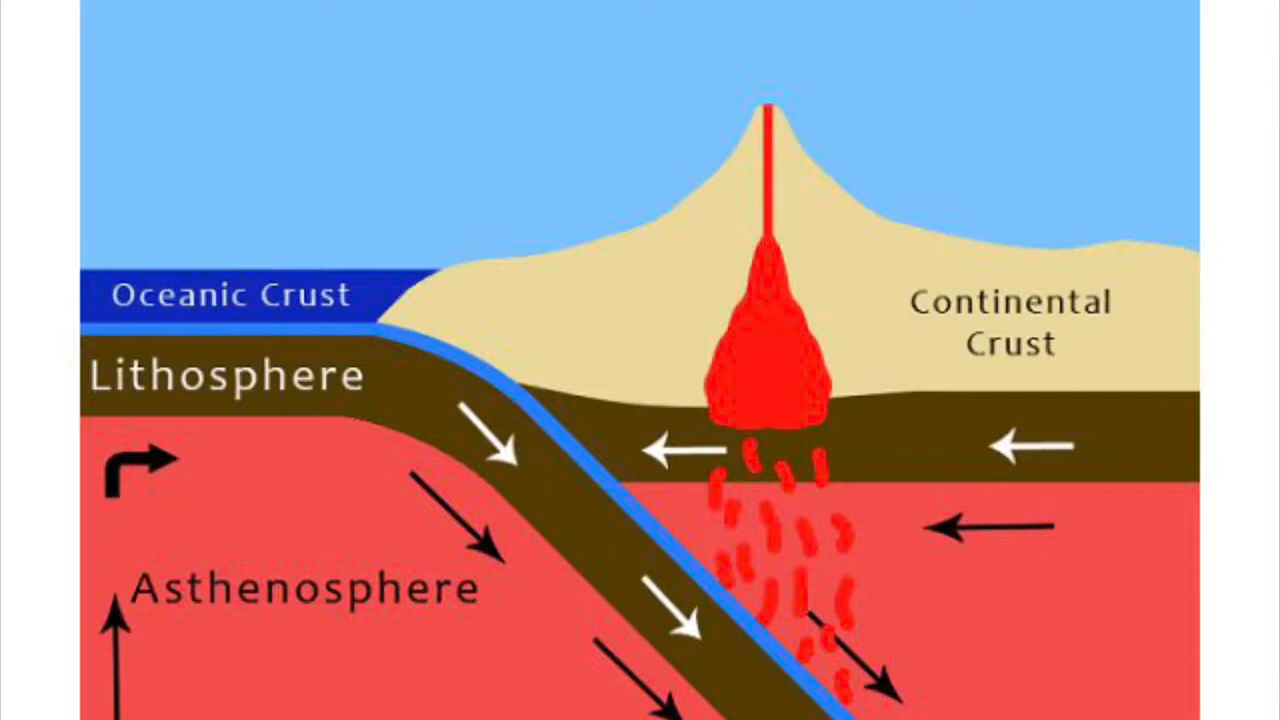 Oceanic Crust
Continental
Crust
Lithosphere
Asthenosphere